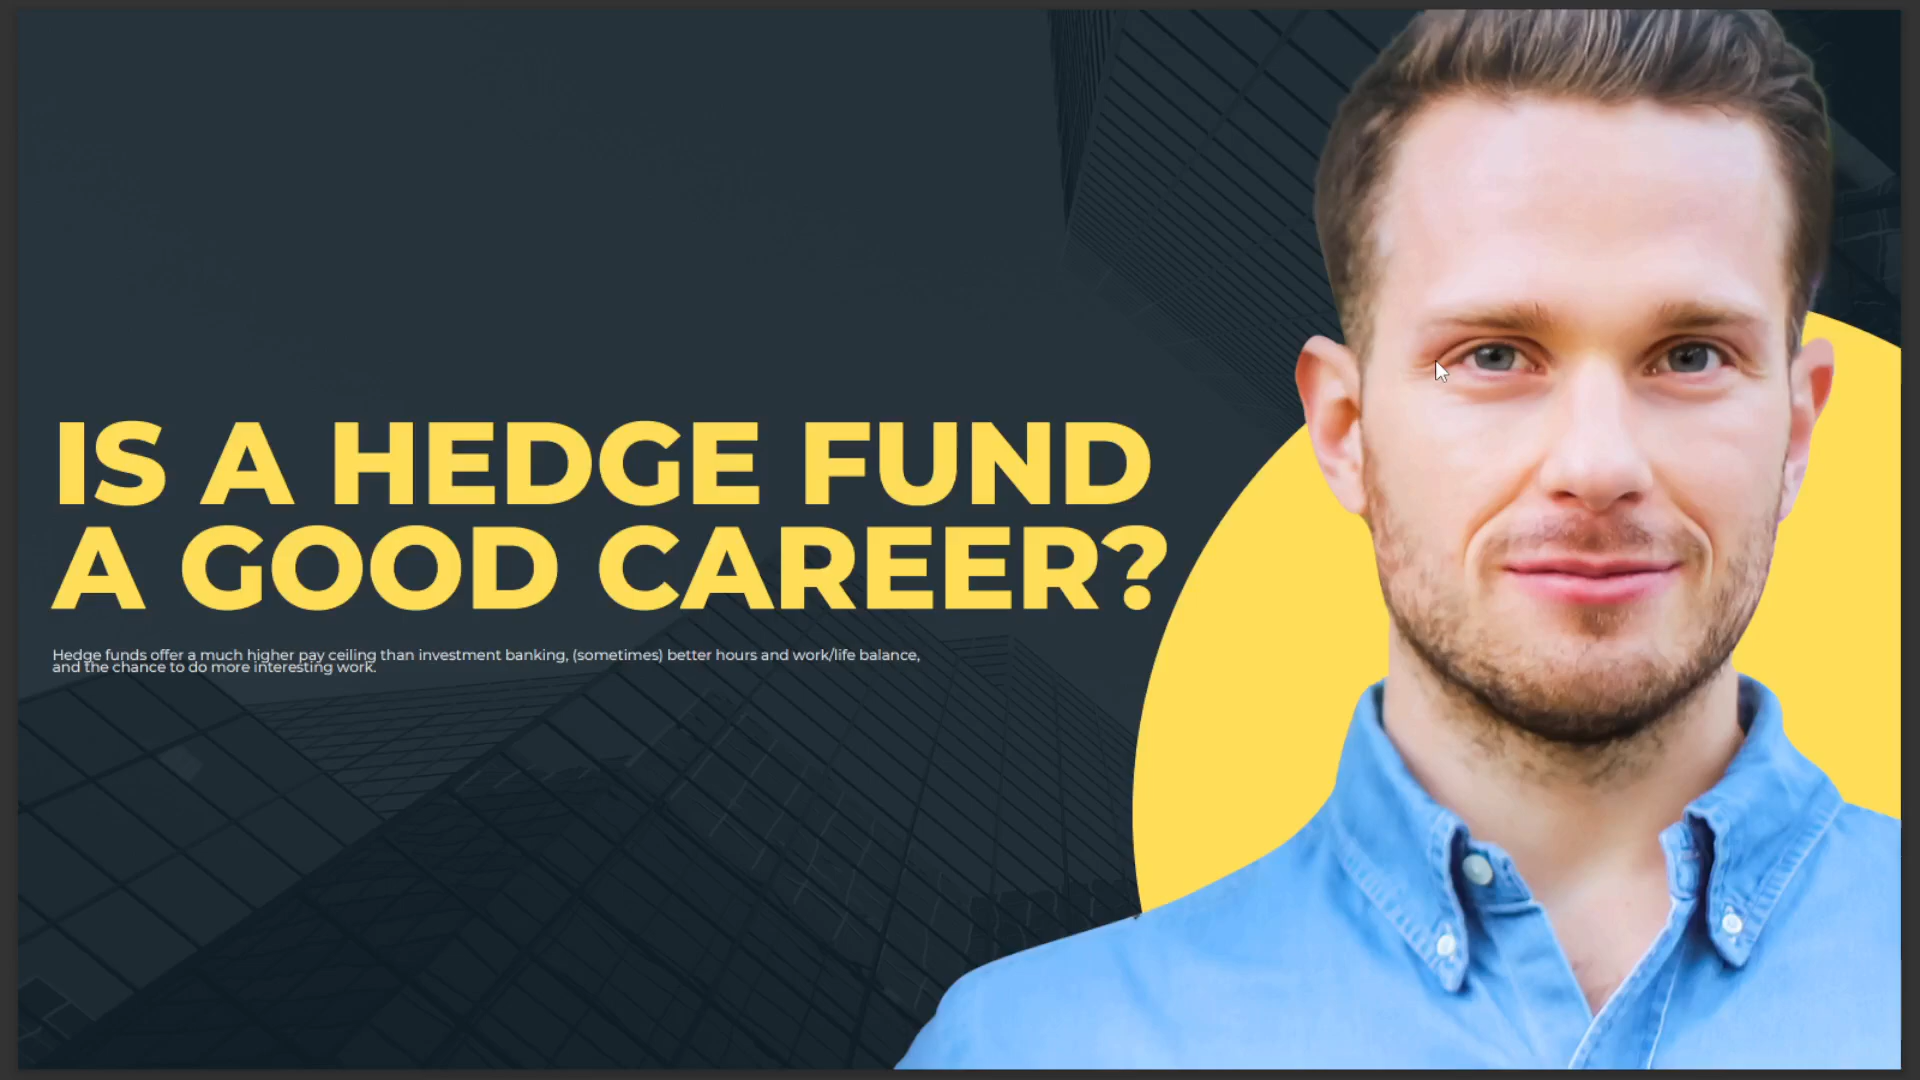 IS A HEDGE FUND
A GOOD CAREER?
Hedge funds offer a much higher pay ceiling than investment banking, (sometimes) better hours and work/life balance,
and the chance to do more interesting work.